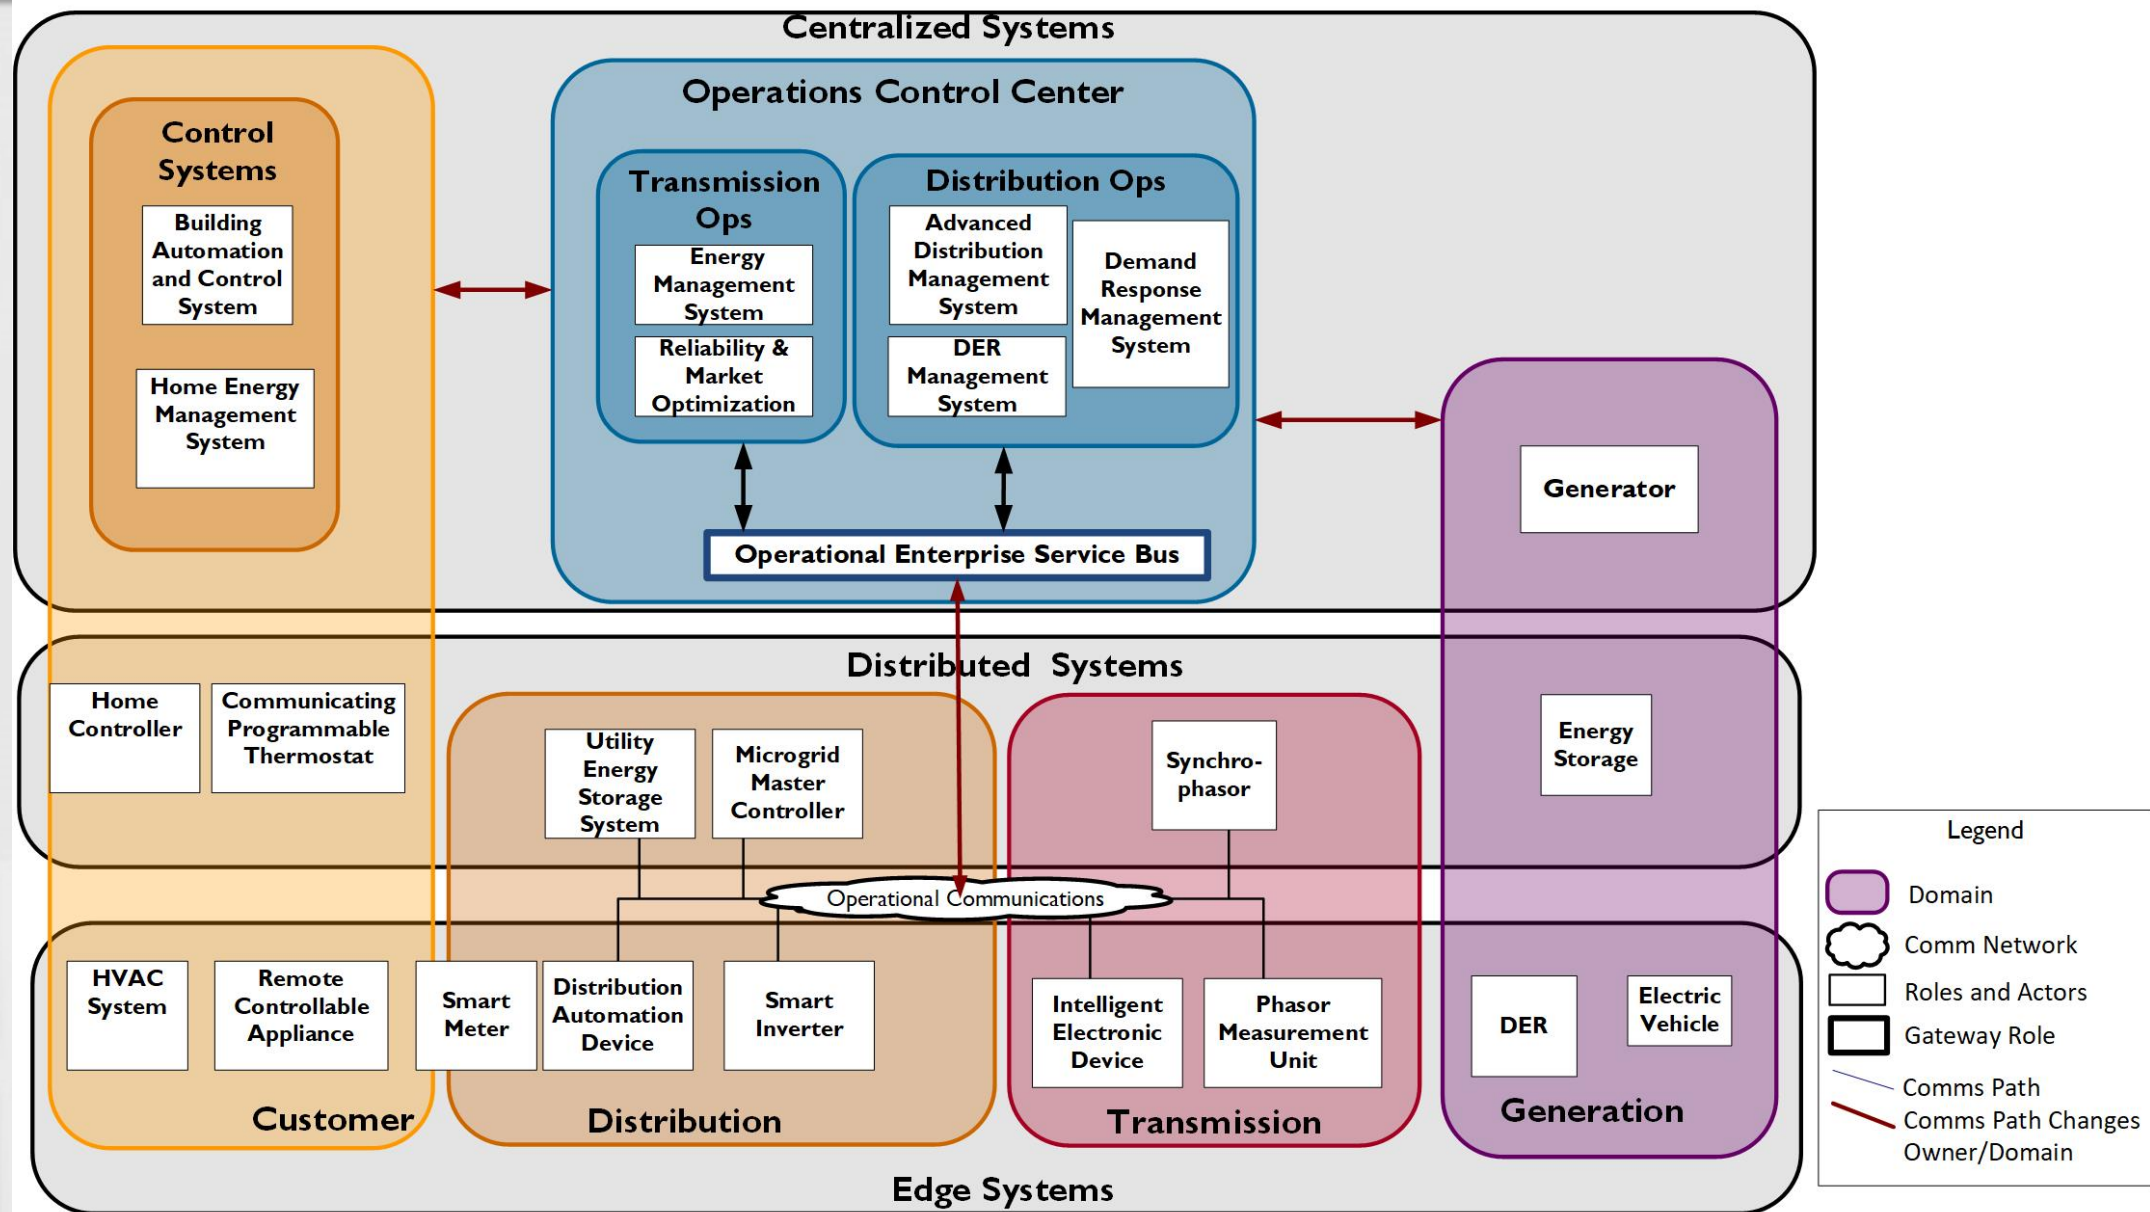 Centralized Systems
Operations Control Center
Control
Systems
Building
Automation
and Control
System
Home Energy
Management
System
Transmission
Ops
Energy
Management
System
Reliability &
Market
Optimization
Distribution Ops
Advanced
Distribution
Management
System
DER
Management
System
Demand
Response
Management
System
Operational Enterprise Service Bus
Generator
Distributed Systems
Home
Controller
Communicating
Programmable
Thermostat
Utility
Energy
Storage
System
Microgrid
Master
Controller
Synchro-
phasor
Energy
Storage
Operational Communications
HVAC
System
Remote
Controllable
Appliance
Smart
Meter
Distribution
Automation
Device
Smart
Inverter
Intelligent
Electronic
Device
Phasor
Measurement
Unit
DER
Electric
Vehicle
Customer
Distribution
Transmission
Generation
Edge Systems
Legend
Domain
Comm Network
Roles and Actors
Gateway Role
Comms Path
Comms Path Changes
Owner/Domain